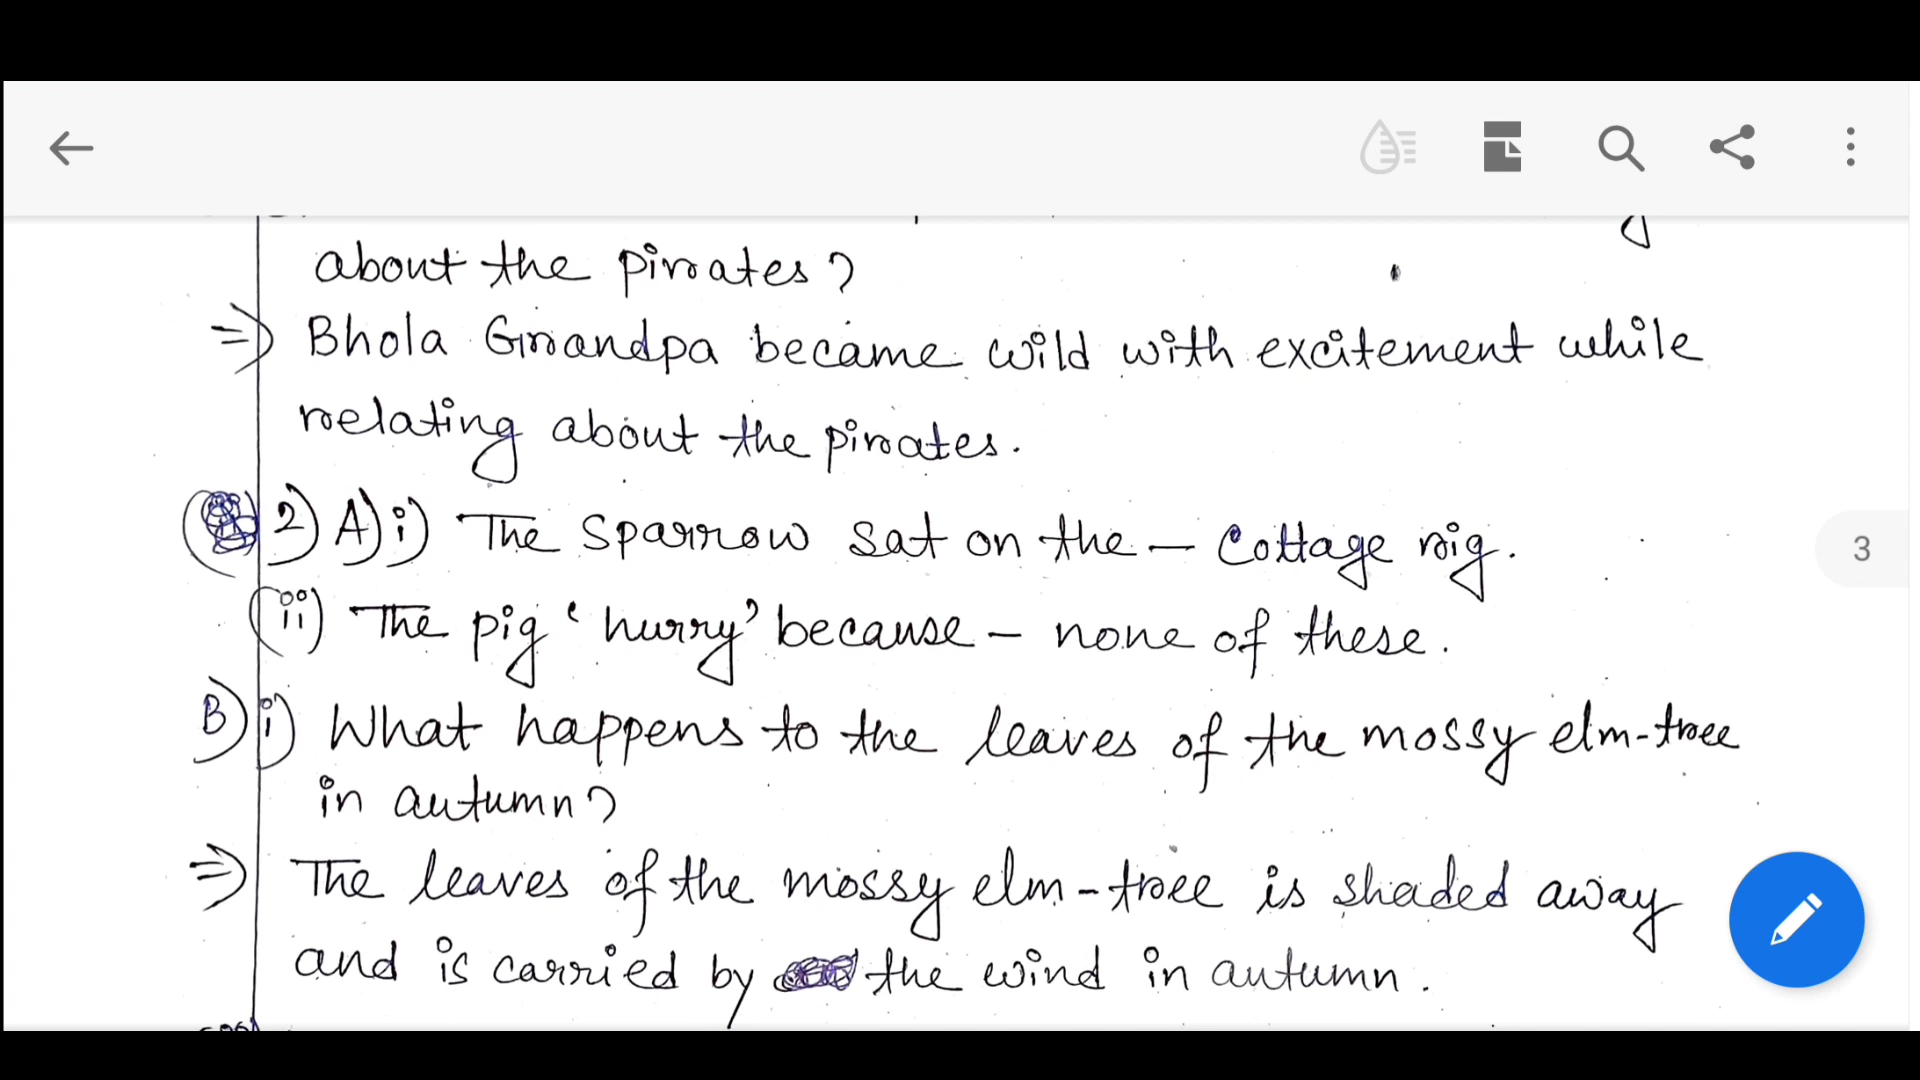 about the pirates?
⇒ Bhola Grandpa became wild with excitement while
relating about the pirates.
2) A) i) The sparrow sat on the – Cottage rig.
3
(ii) The pig 'hurry' because – none of these.
B) i) What happens to the leaves of the mossy elm-tree
in autumn?
⇒ The leaves of the mossy elm-tree is shaded away
and is carried by the wind in autumn.